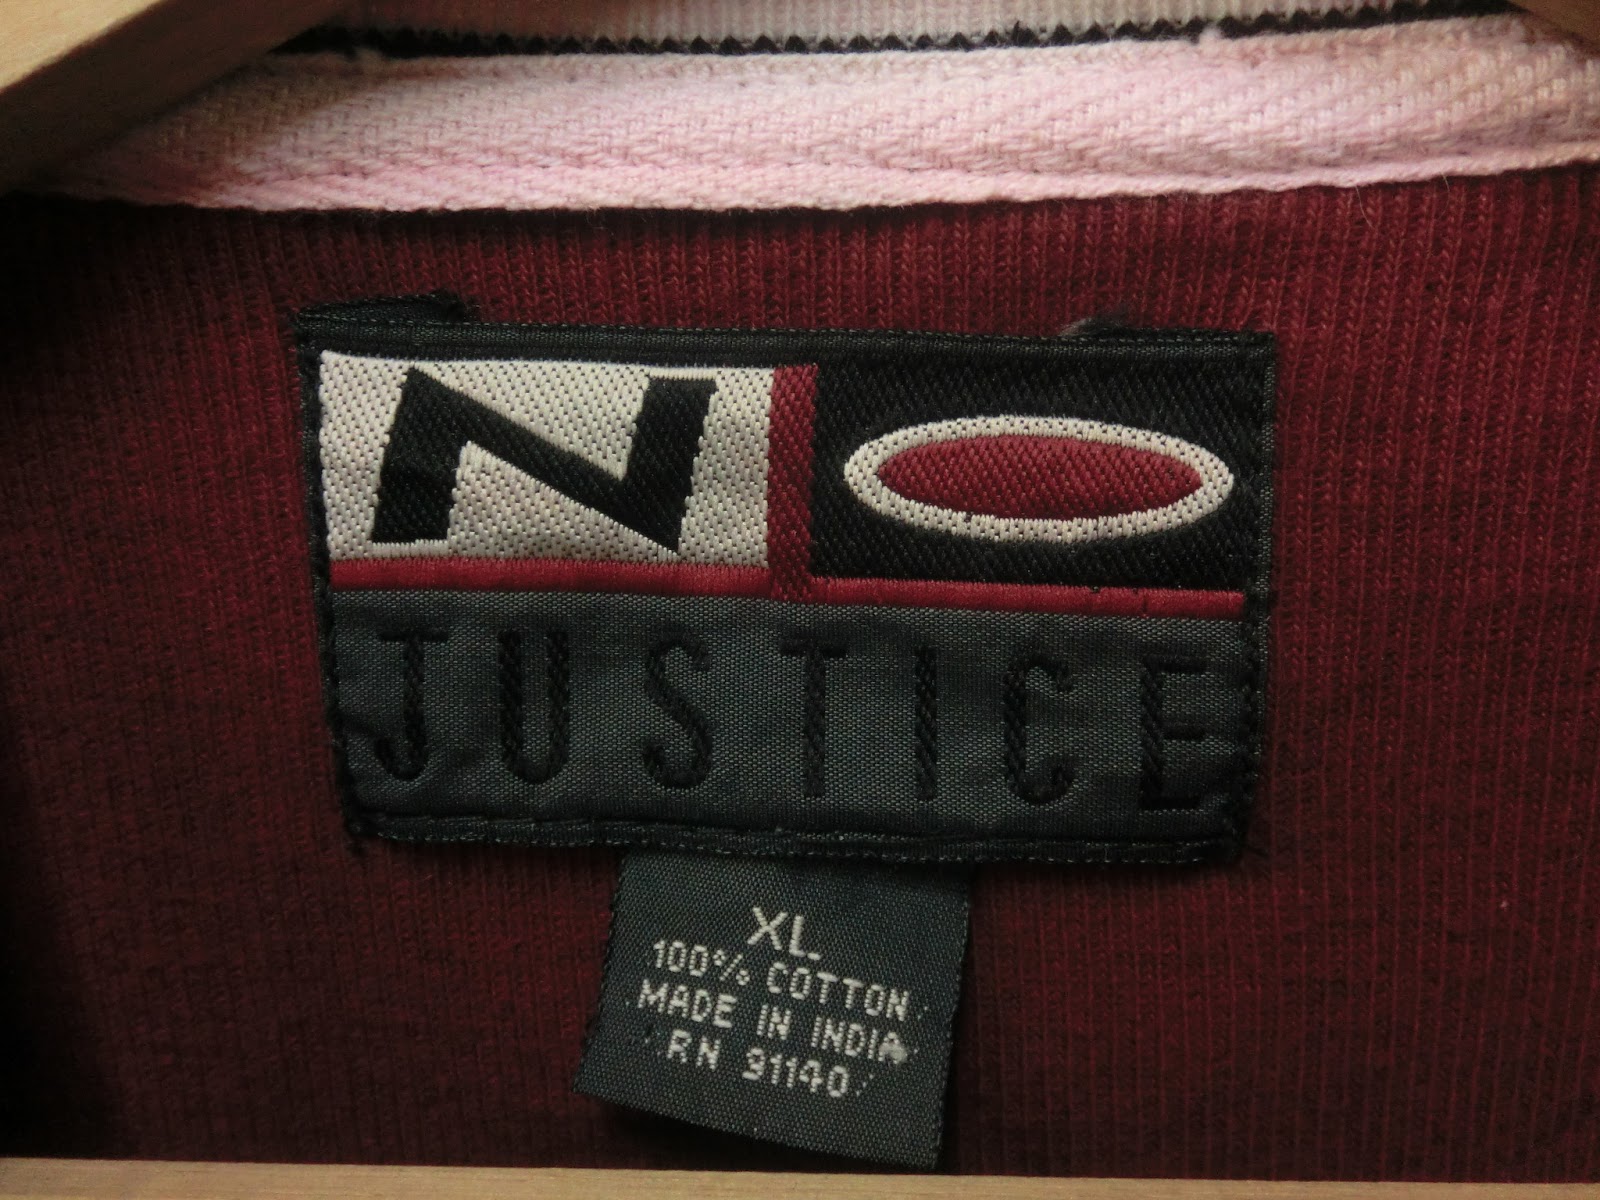 NO
JUSTICE
XL
100% COTTON
MADE IN INDIA
RN 91140